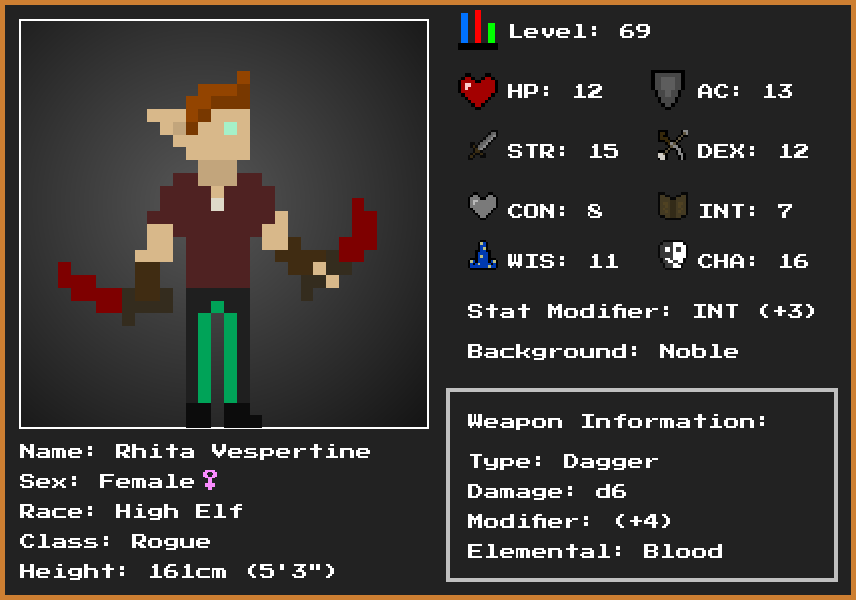 Level: 69
HP: 12
AC: 13
STR: 15
DEX: 12
CON: 8
INT: 7
WIS: 11
CHA: 16
Stat Modifier: INT (+3)
Background: Noble
Weapon Information:
Type: Dagger
Damage: d6
Modifier: (+4)
Elemental: Blood
Name: Rhita Vespertine
Sex: Female♀
Race: High Elf
Class: Rogue
Height: 161cm (5'3")